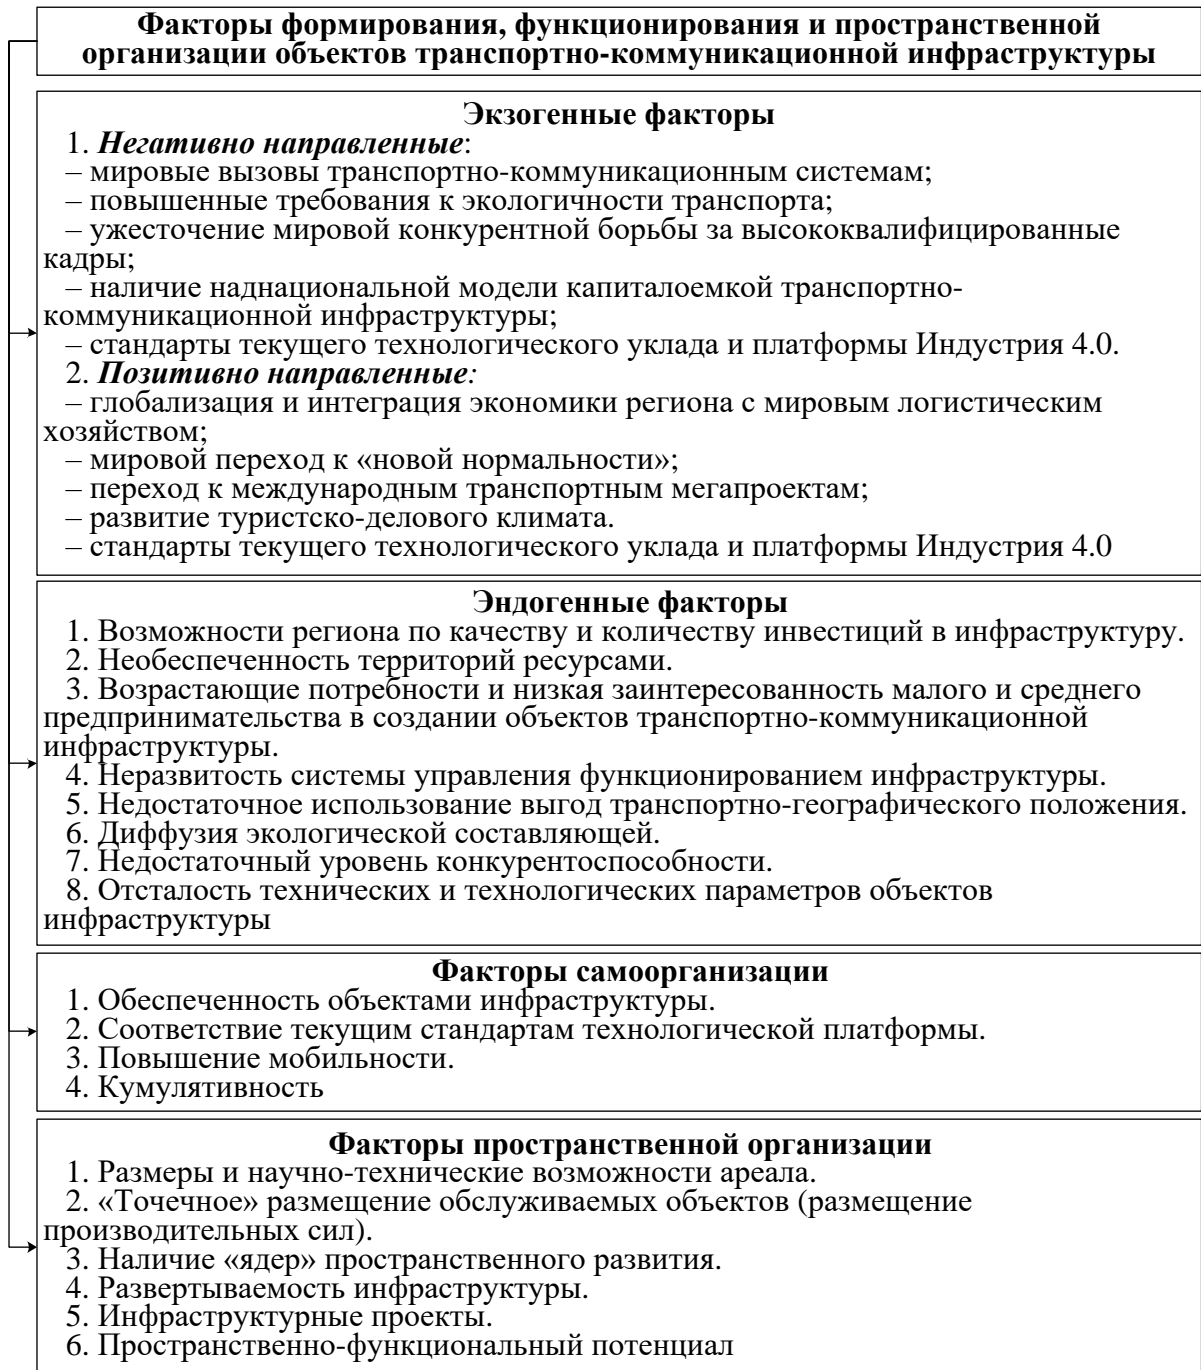 Факторы формирования, функционирования и пространственной
организации объектов транспортно-коммуникационной инфраструктуры
Экзогенные факторы
1. Негативно направленные:
– мировые вызовы транспортно-коммуникационным системам;
– повышенные требования к экологичности транспорта;
– ужесточение мировой конкурентной борьбы за высококвалифицированные
кадры;
– наличие наднациональной модели капиталоемкой транспортно-
коммуникационной инфраструктуры;
– стандарты текущего технологического уклада и платформы Индустрия 4.0.
2. Позитивно направленные:
– глобализация и интеграция экономики региона с мировым логистическим
хозяйством;
– мировой переход к «новой нормальности»;
– переход к международным транспортным мегапроектам;
– развитие туристско-делового климата.
– стандарты текущего технологического уклада и платформы Индустрия 4.0
Эндогенные факторы
1. Возможности региона по качеству и количеству инвестиций в инфраструктуру.
2. Необеспеченность территорий ресурсами.
3. Возрастающие потребности и низкая заинтересованность малого и среднего
предпринимательства в создании объектов транспортно-коммуникационной
инфраструктуры.
4. Неразвитость системы управления функционированием инфраструктуры.
5. Недостаточное использование выгод транспортно-географического положения.
6. Диффузия экологической составляющей.
7. Недостаточный уровень конкурентоспособности.
8. Отсталость технических и технологических параметров объектов
инфраструктуры
Факторы самоорганизации
1. Обеспеченность объектами инфраструктуры.
2. Соответствие текущим стандартам технологической платформы.
3. Повышение мобильности.
4. Кумулятивность
Факторы пространственной организации
1. Размеры и научно-технические возможности ареала.
2. «Точечное» размещение обслуживаемых объектов (размещение
производительных сил).
3. Наличие «ядер» пространственного развития.
4. Развертываемость инфраструктуры.
5. Инфраструктурные проекты.
6. Пространственно-функциональный потенциал